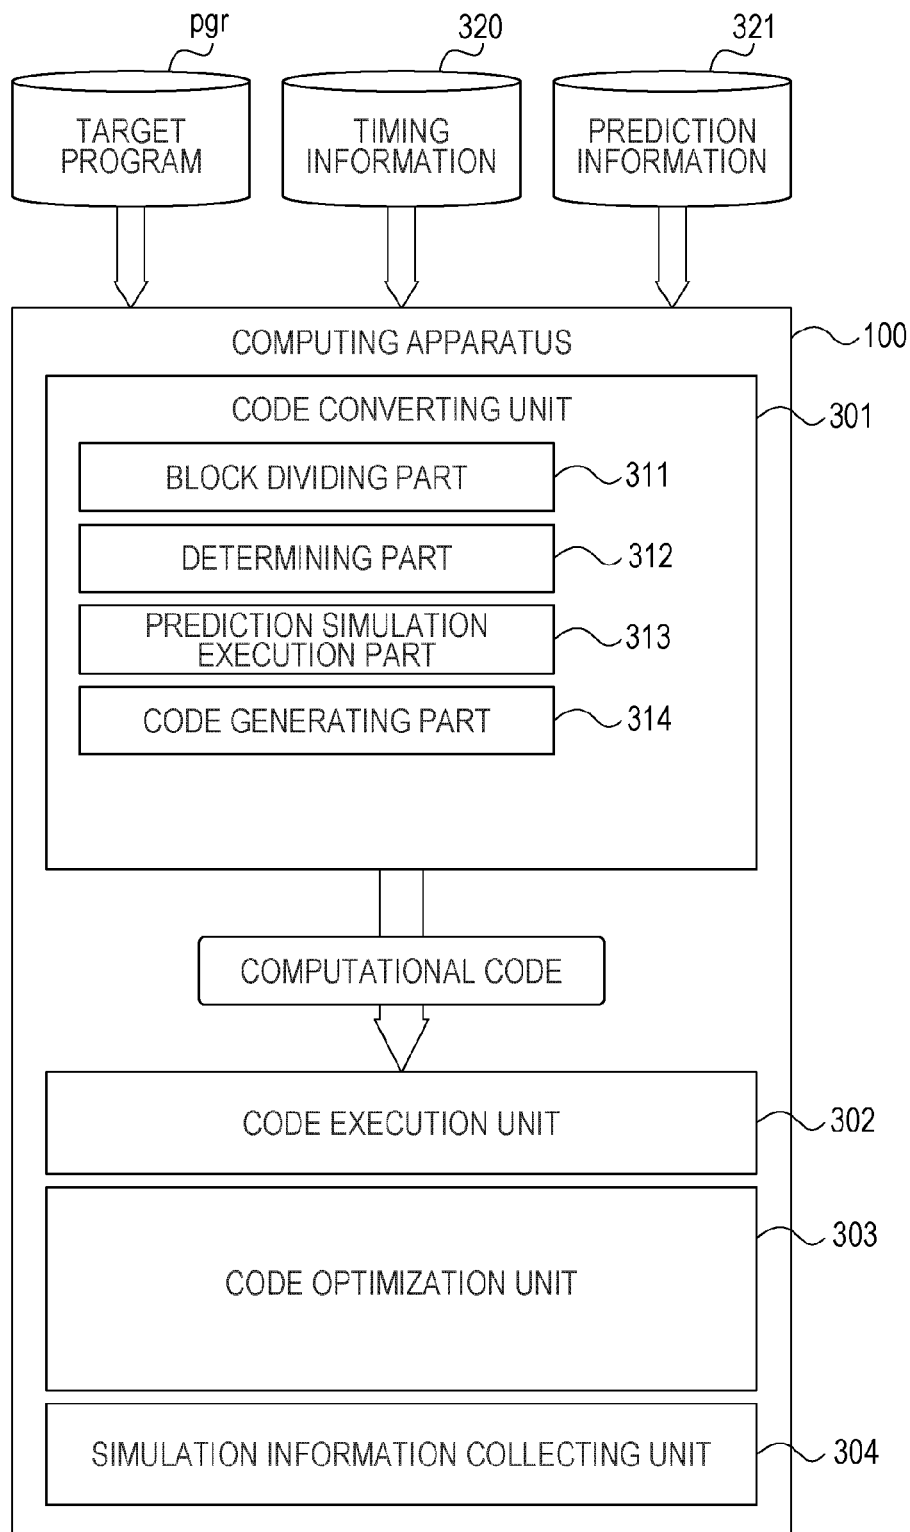 pgr
320
321
TARGET
PROGRAM
TIMING
INFORMATION
PREDICTION
INFORMATION
COMPUTING APPARATUS
100
CODE CONVERTING UNIT
301
BLOCK DIVIDING PART
311
DETERMINING PART
312
PREDICTION SIMULATION
EXECUTION PART
313
CODE GENERATING PART
314
COMPUTATIONAL CODE
CODE EXECUTION UNIT
302
303
CODE OPTIMIZATION UNIT
SIMULATION INFORMATION COLLECTING UNIT
304